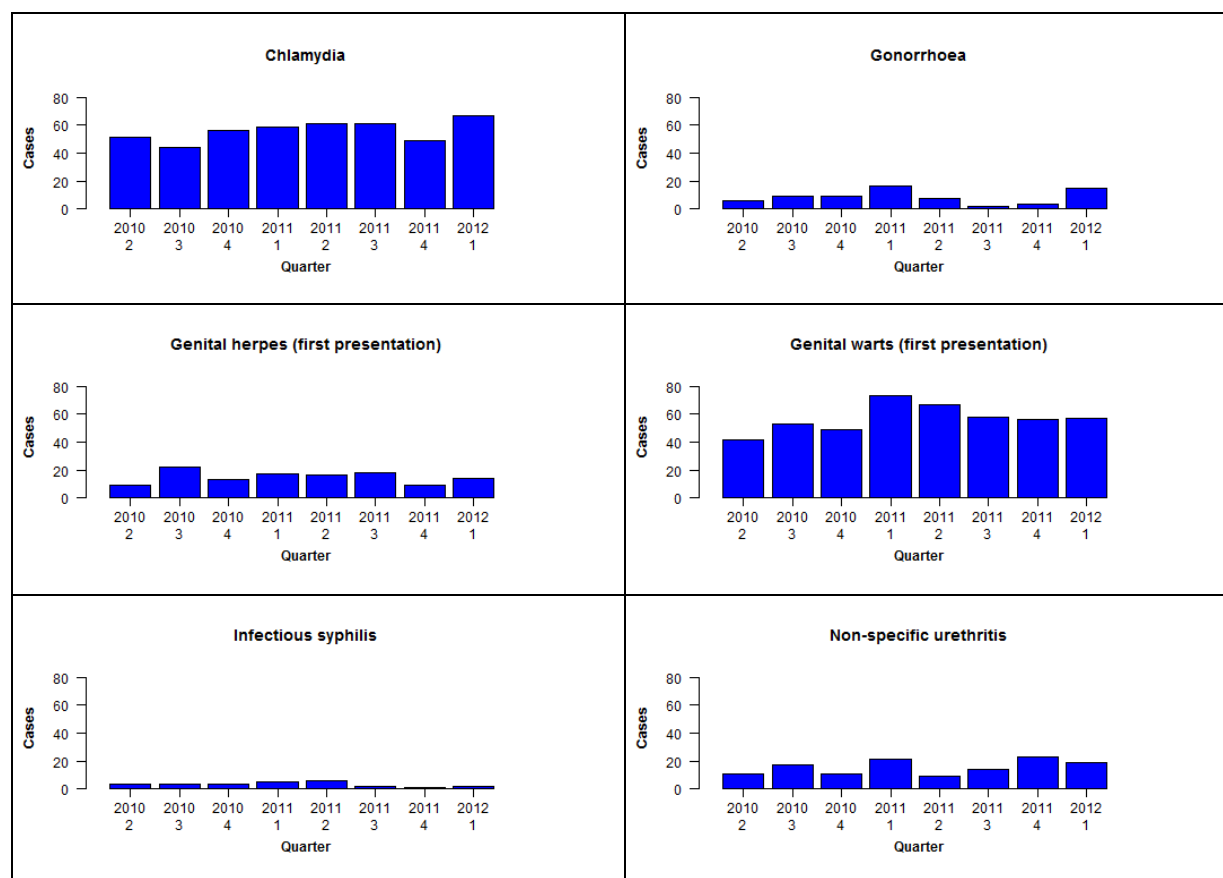 Chlamydia
80
60
40
20
0
Cases
2010 2010 2010 2011 2011 2011 2011 2012
2 3 4 1 2 3 4 1
Quarter
Gonorrhoea
80
60
40
20
0
Cases
2010 2010 2010 2011 2011 2011 2011 2012
2 3 4 1 2 3 4 1
Quarter
Genital herpes (first presentation)
80
60
40
20
0
Cases
2010 2010 2010 2011 2011 2011 2011 2012
2 3 4 1 2 3 4 1
Quarter
Genital warts (first presentation)
80
60
40
20
0
Cases
2010 2010 2010 2011 2011 2011 2011 2012
2 3 4 1 2 3 4 1
Quarter
Infectious syphilis
80
60
40
20
0
Cases
2010 2010 2010 2011 2011 2011 2011 2012
2 3 4 1 2 3 4 1
Quarter
Non-specific urethritis
80
60
40
20
0
Cases
2010 2010 2010 2011 2011 2011 2011 2012
2 3 4 1 2 3 4 1
Quarter